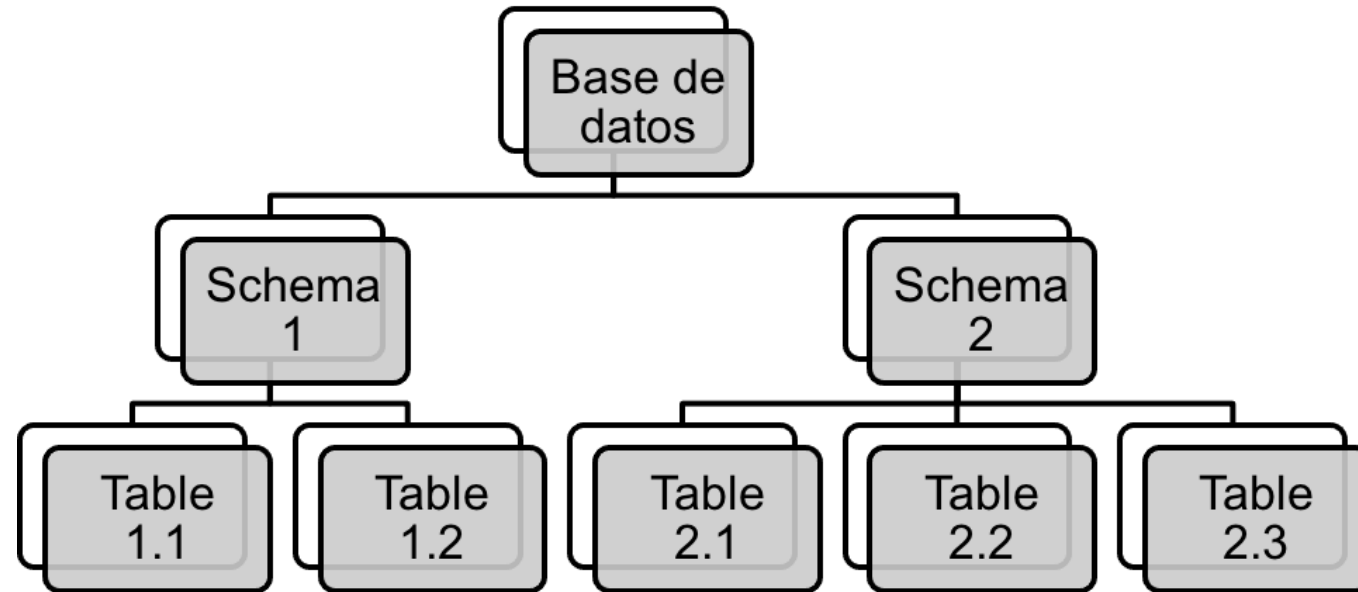 Base de
datos
Schema
1
Schema
2
Table
1.1
Table
1.2
Table
2.1
Table
2.2
Table
2.3